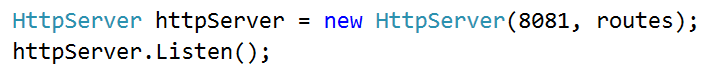 HttpServer httpServer = new HttpServer(8081, routes);
httpServer.Listen();